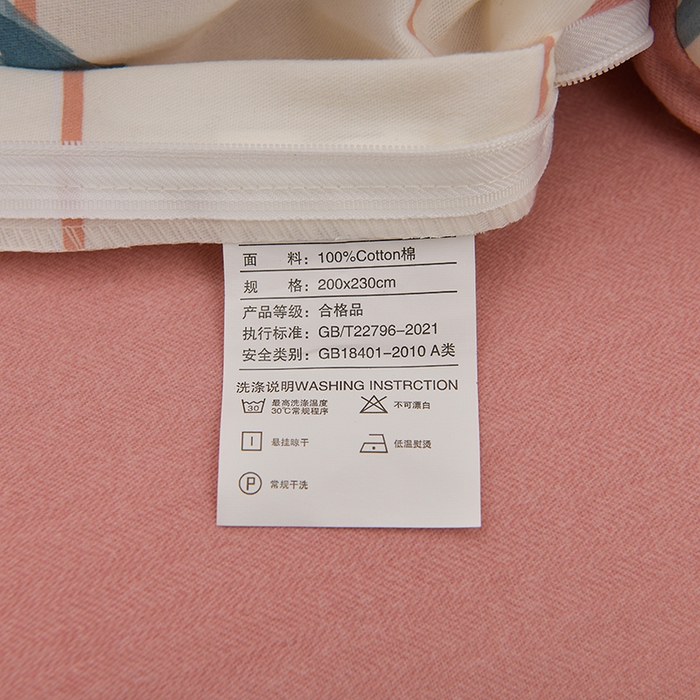 面 料：100%Cotton棉
规 格：200x230cm
产品等级：合格品
执行标准：GB/T22796-2021
安全类别：GB18401-2010 A类
洗涤说明WASHING INSTRCTION
30 最高洗涤温度 30℃常规程序
不可漂白
悬挂晾干
低温熨烫
P 常规干洗